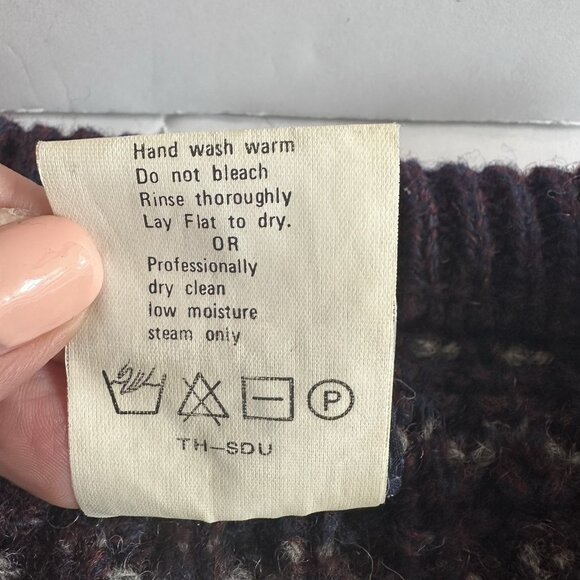 Hand wash warm
Do not bleach
Rinse thoroughly
Lay Flat to dry.
OR
Professionally
dry clean
low moisture
steam only
P
TH-SDU